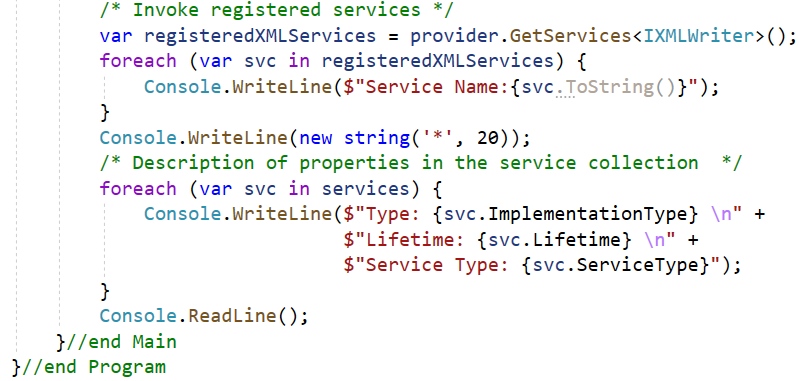 /* Invoke registered services */
var registeredXMLServices = provider.GetServices<IXMLWriter>();
foreach (var svc in registeredXMLServices) {
Console.WriteLine($"Service Name:{svc.ToString()}");
}
Console.WriteLine(new string('*', 20));
/* Description of properties in the service collection  */
foreach (var svc in services) {
Console.WriteLine($"Type: {svc.ImplementationType} \n" +
$"Lifetime: {svc.Lifetime} \n" +
$"Service Type: {svc.ServiceType}");
}
Console.ReadLine();
}//end Main
}//end Program